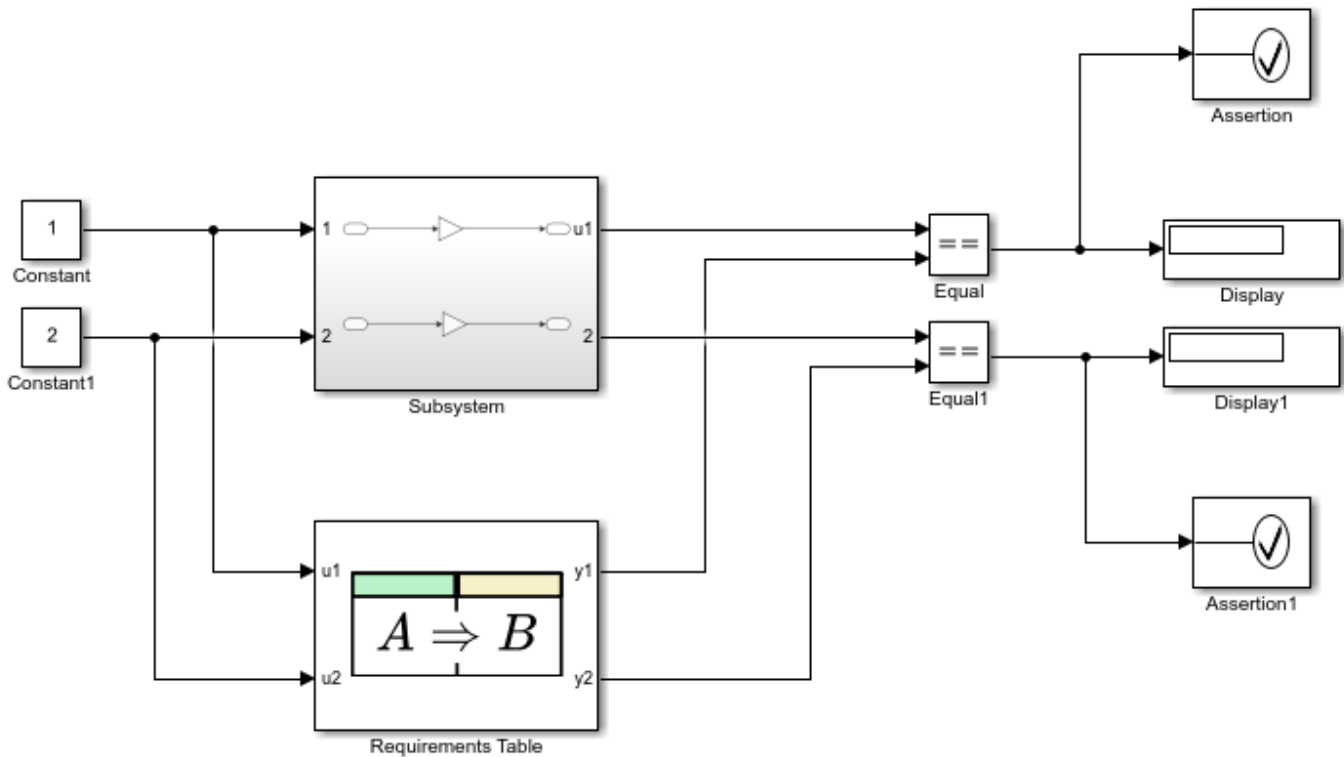 Assertion
1
Constant
1
u1
==
Equal
Display
2
Constant1
2
2
Subsystem
==
Equal1
Display1
u1
y1
A ⇒ B
u2
y2
Requirements Table
Assertion1